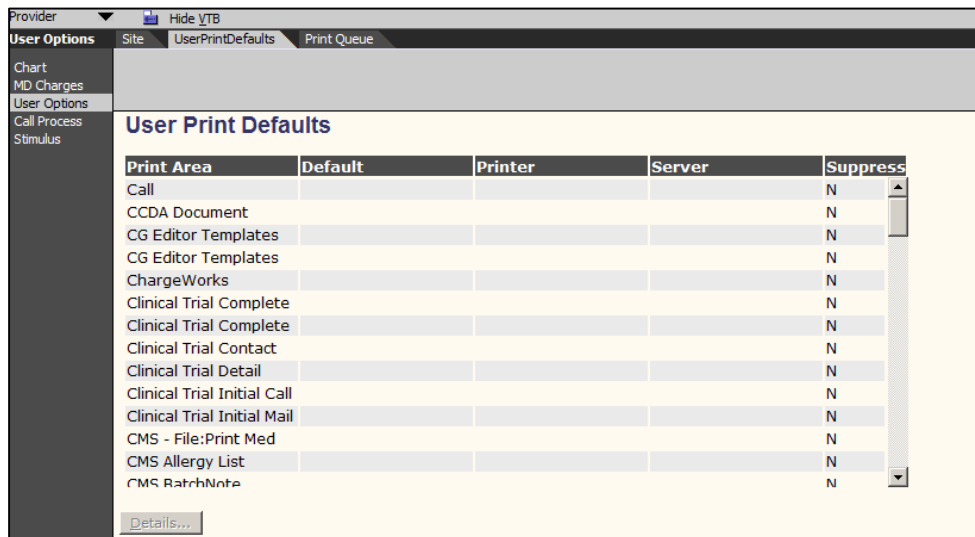 Provider
Hide VTB
User Options
Site
UserPrintDefaults
Print Queue
Chart
MD Charges
User Options
Call Process
Stimulus
User Print Defaults
Print Area Default Printer Server Suppress
Call N
CCDA Document N
CG Editor Templates N
CG Editor Templates N
ChargeWorks N
Clinical Trial Complete N
Clinical Trial Complete N
Clinical Trial Contact N
Clinical Trial Detail N
Clinical Trial Initial Call N
Clinical Trial Initial Mail N
CMS - File:Print Med N
CMS Allergy List N
CMS BatchNote N
Details...